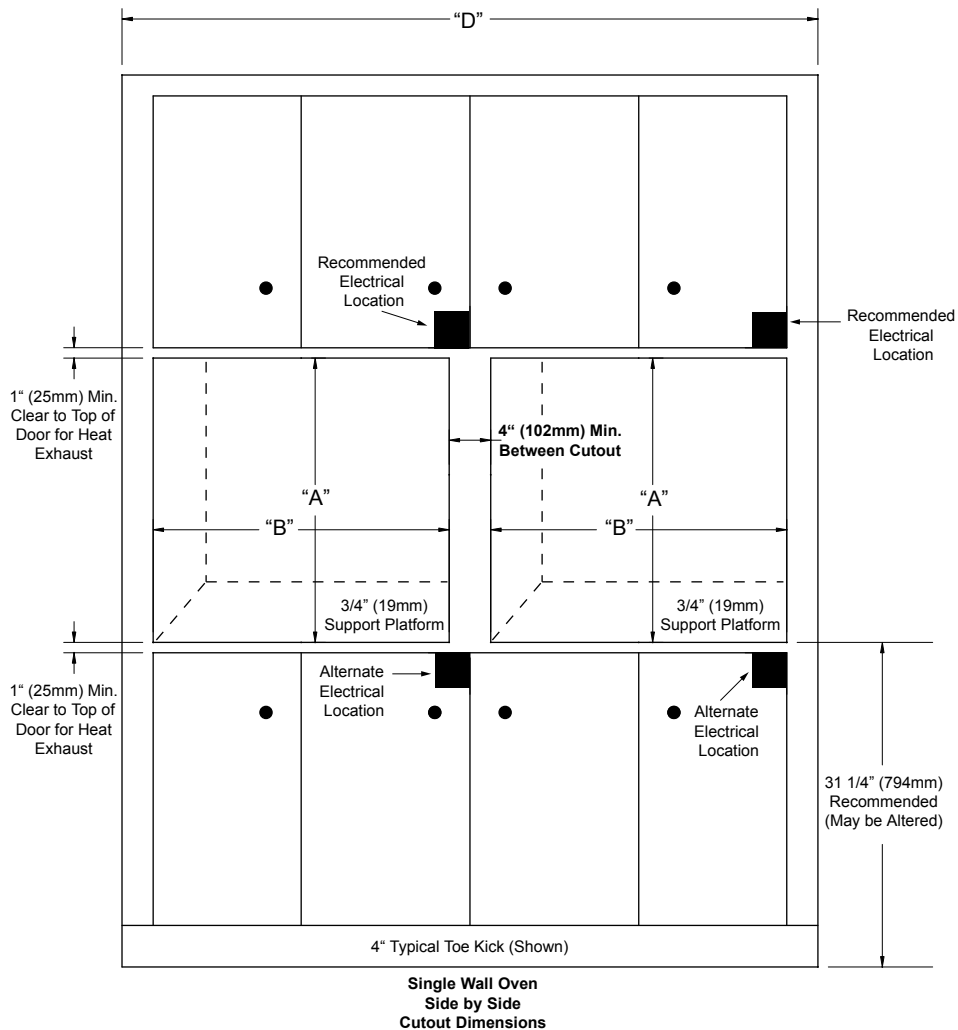 “D”
Recommended
Electrical
Location
Recommended
Electrical
Location
1“ (25mm) Min.
Clear to Top of
Door for Heat
Exhaust
4“ (102mm) Min.
Between Cutout
“A”
“B”
“A”
“B”
3/4” (19mm)
Support Platform
3/4” (19mm)
Support Platform
1“ (25mm) Min.
Clear to Top of
Door for Heat
Exhaust
Alternate
Electrical
Location
Alternate
Electrical
Location
31 1/4” (794mm)
Recommended
(May be Altered)
4“ Typical Toe Kick (Shown)
Single Wall Oven
Side by Side
Cutout Dimensions